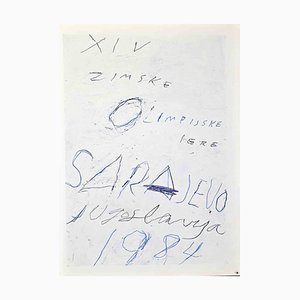 XIV
ZIMSKE
OLIMPIJSKE
IGRE
SARAJEVO
Jugoslavija
1984